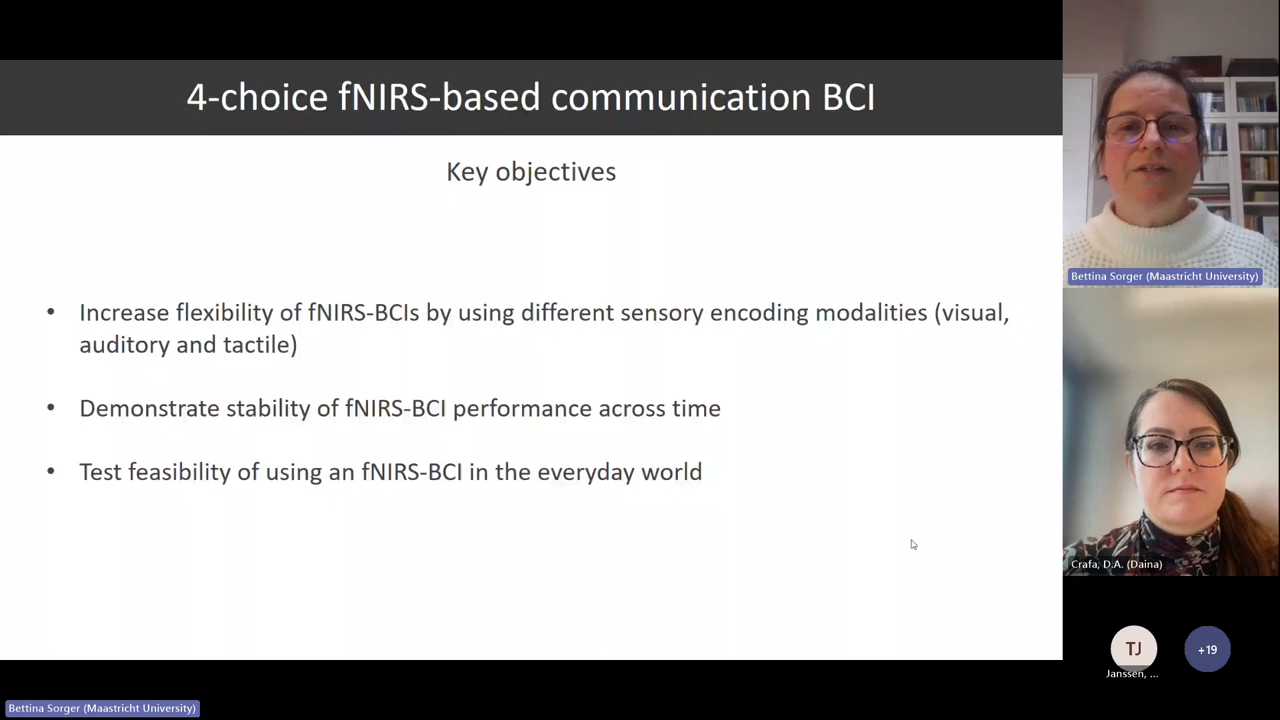 4-choice fNIRS-based communication BCI
Key objectives
• Increase flexibility of fNIRS-BCIs by using different sensory encoding modalities (visual,
auditory and tactile)
• Demonstrate stability of fNIRS-BCI performance across time
• Test feasibility of using an fNIRS-BCI in the everyday world
Bettina Sorger (Maastricht University)
Crafa, D.A. (Daina)
TJ
+19
Janssen, ...
Bettina Sorger (Maastricht University)